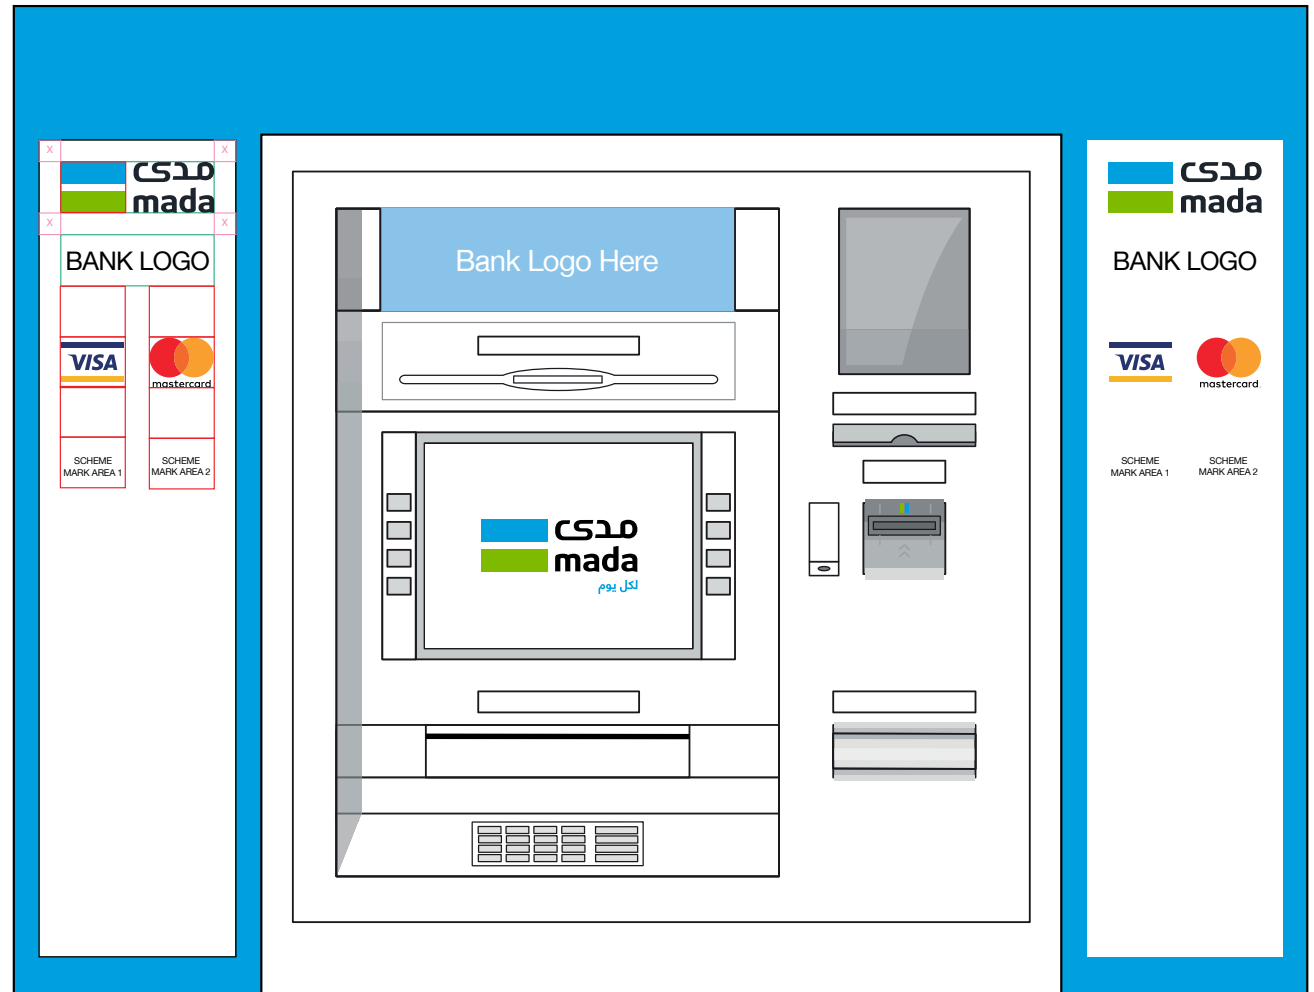 X X
مدى
mada
X X
BANK LOGO
VISA
mastercard
SCHEME
MARK AREA 1
SCHEME
MARK AREA 2
Bank Logo Here
مدى
mada
لكل يوم
مدى
mada
BANK LOGO
VISA
mastercard.
SCHEME
MARK AREA 1
SCHEME
MARK AREA 2